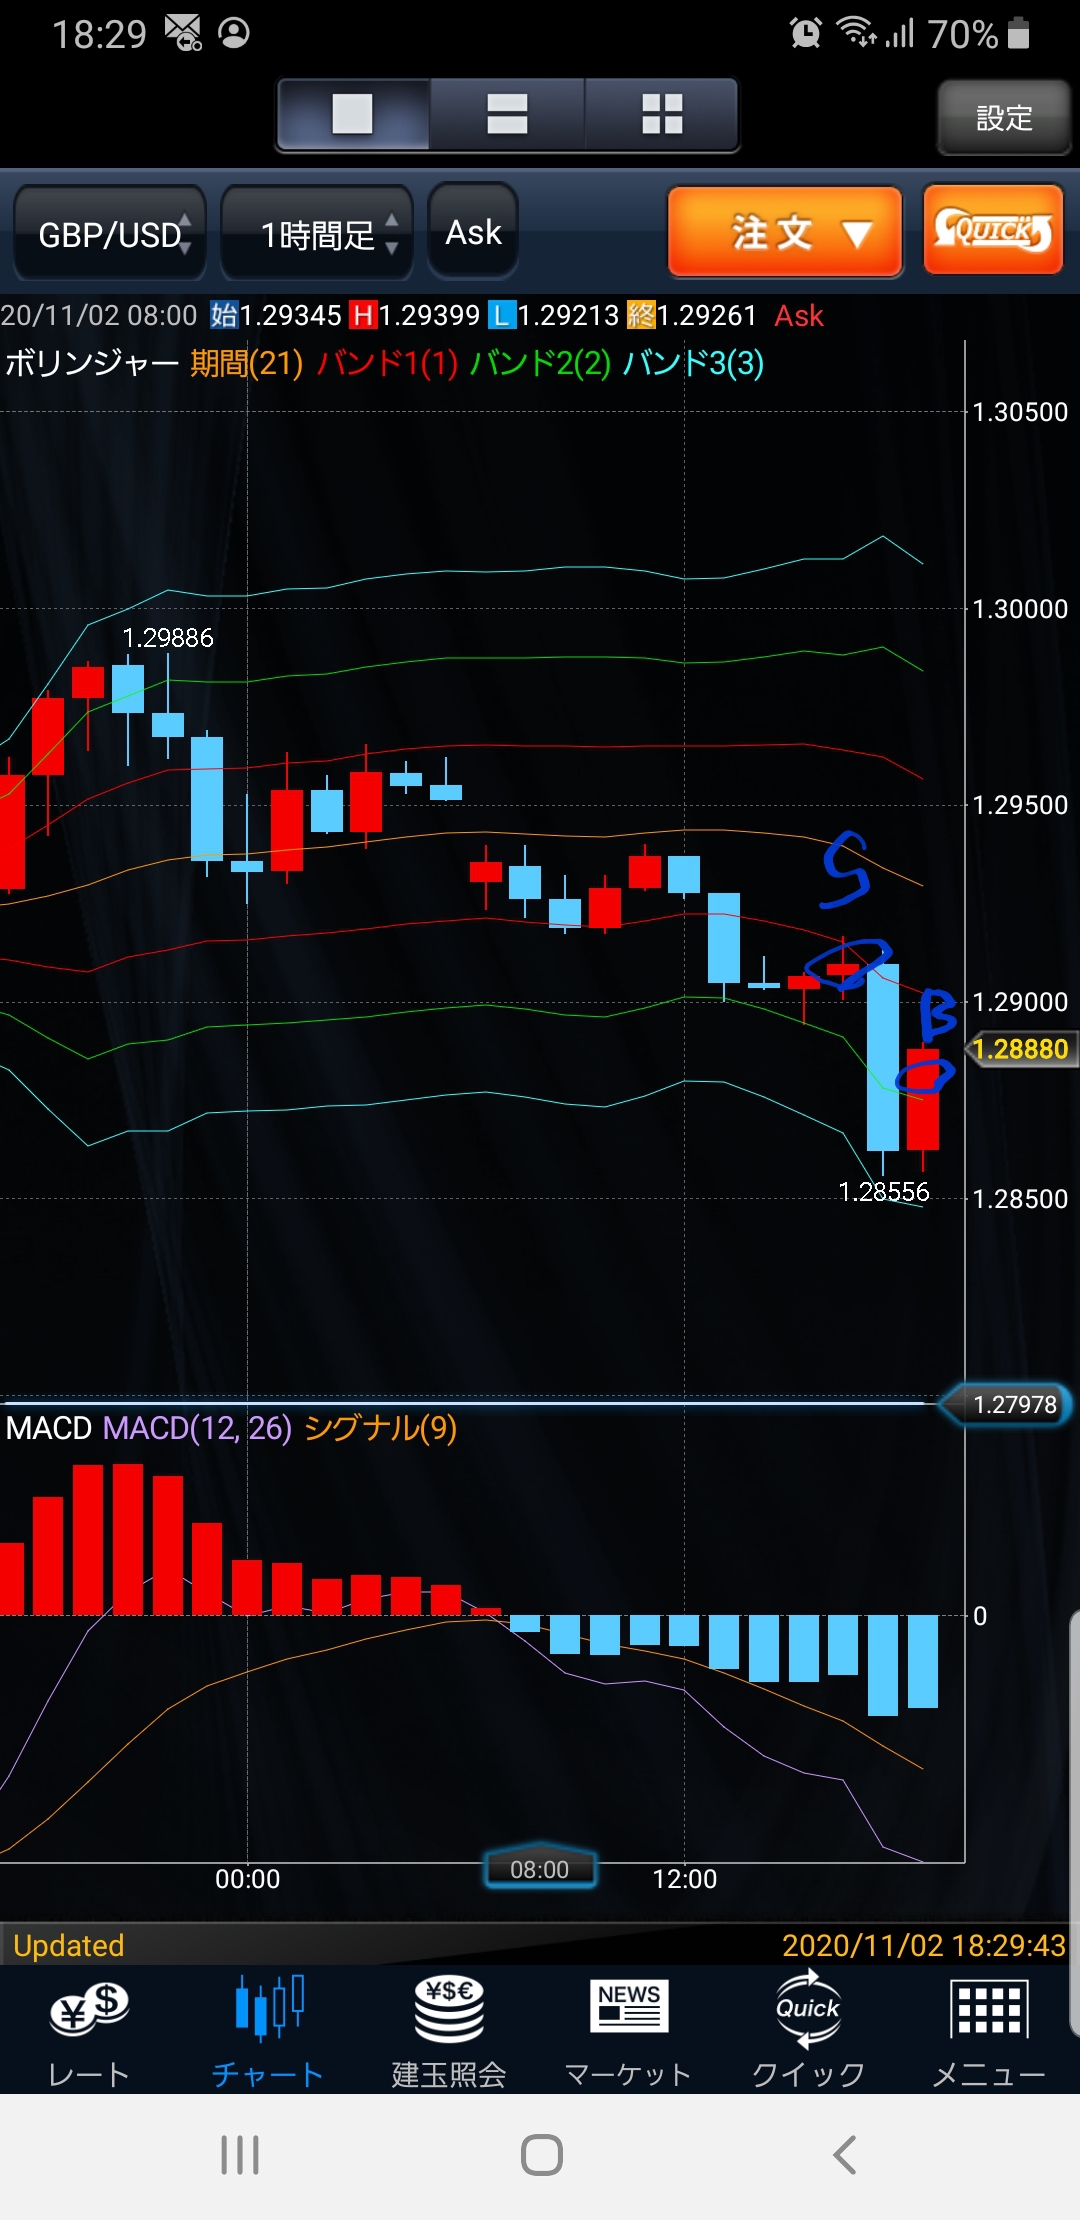 18:29 70%
設定
GBP/USD 1時間足 Ask 注文 ▼ QUICK
20/11/02 08:00 始1.29345 H1.29399 L1.29213 終1.29261 Ask
ボリンジャー 期間(21) バンド1(1) バンド2(2) バンド3(3)
1.30500
1.30000
1.29886
1.29500
S
1.29000
B
1.28880
1.28556
1.28500
1.27978
MACD MACD(12, 26) シグナル(9)
0
00:00 08:00 12:00
Updated 2020/11/02 18:29:43
¥$ ¥$€ NEWS Quick
レート チャート 建玉照会 マーケット クイック メニュー